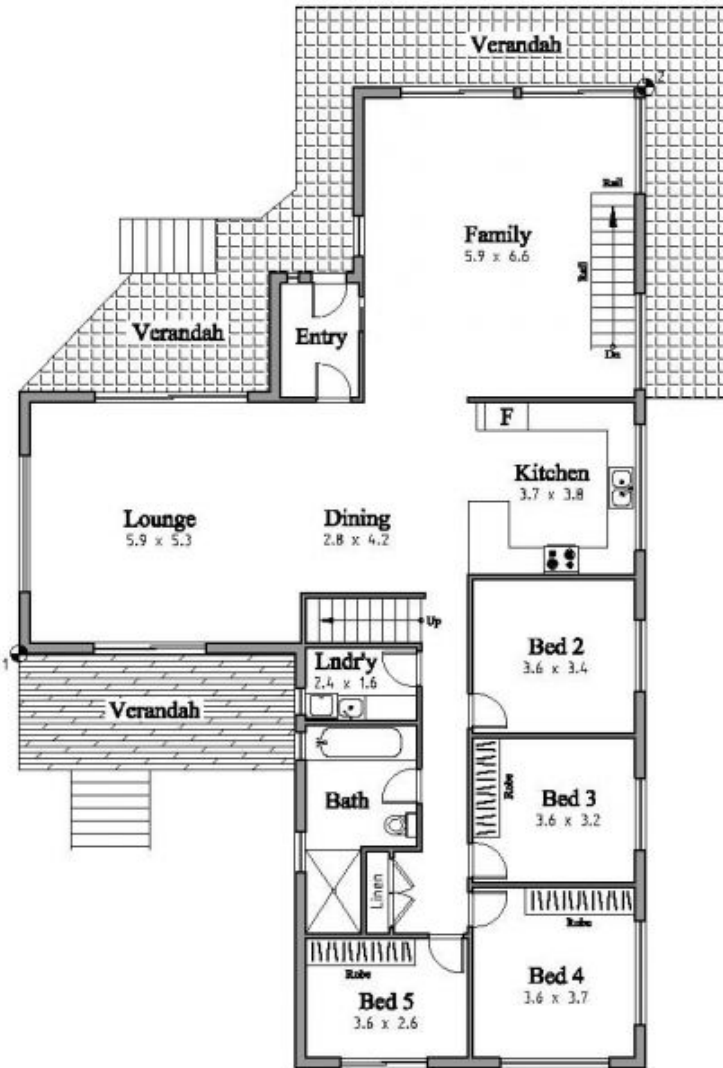 Verandah
2
Rail
Family
5.9 x 6.6
Rail
Verandah
Entry
Dn
F
Kitchen
3.7 x 3.8
Lounge
5.9 x 5.3
Dining
2.8 x 4.2
Up
1
Lndr'y
2.4 x 1.6
Bed 2
3.6 x 3.4
Verandah
Bath
Robe
Bed 3
3.6 x 3.2
Linen
Robe
Robe
Bed 5
3.6 x 2.6
Bed 4
3.6 x 3.7